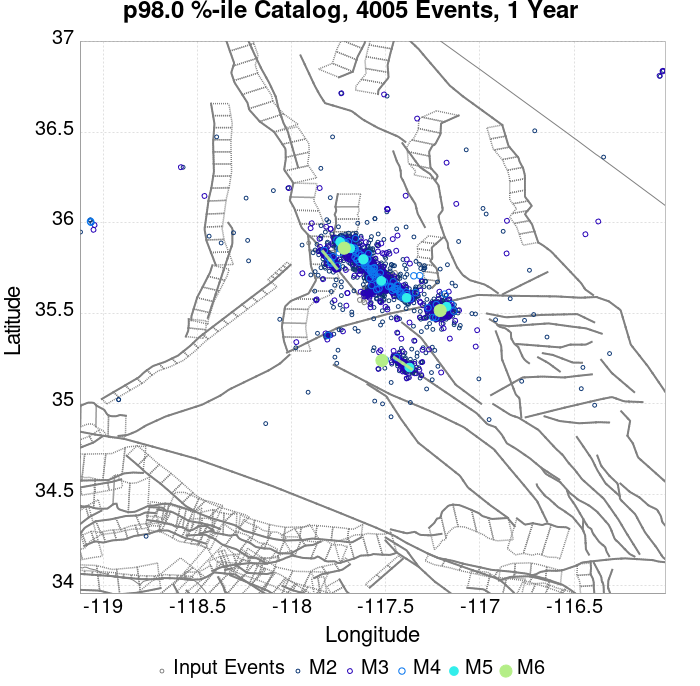 p98.0 %-ile Catalog, 4005 Events, 1 Year
37
36.5
36
35.5
35
34.5
34
Latitude
-119 -118.5 -118 -117.5 -117 -116.5
Longitude
Input Events M2 M3 M4 M5 M6